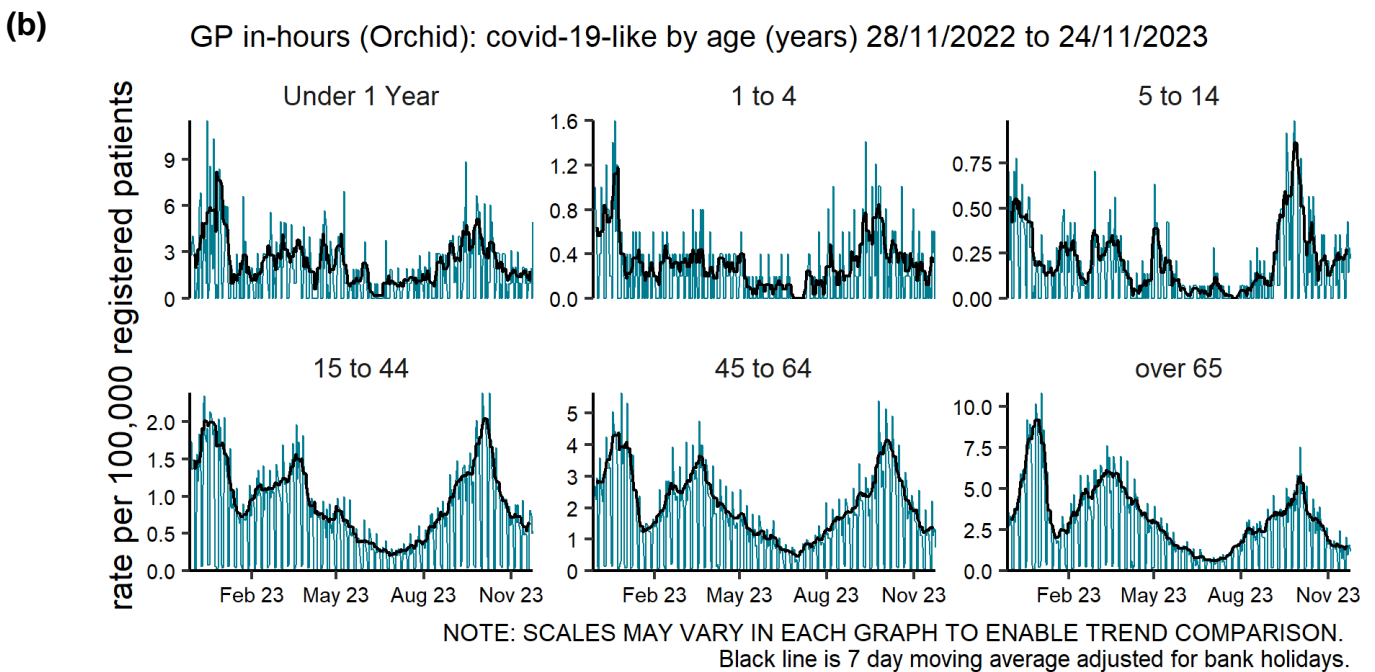 (b)
GP in-hours (Orchid): covid-19-like by age (years) 28/11/2022 to 24/11/2023
rate per 100,000 registered patients
Under 1 Year
9
6
3
0
1 to 4
1.6
1.2
0.8
0.4
0.0
5 to 14
0.75
0.50
0.25
0.00
15 to 44
2.0
1.5
1.0
0.5
0.0
Feb 23 May 23 Aug 23 Nov 23
45 to 64
5
4
3
2
1
0
Feb 23 May 23 Aug 23 Nov 23
over 65
10.0
7.5
5.0
2.5
0.0
Feb 23 May 23 Aug 23 Nov 23
NOTE: SCALES MAY VARY IN EACH GRAPH TO ENABLE TREND COMPARISON.
Black line is 7 day moving average adjusted for bank holidays.